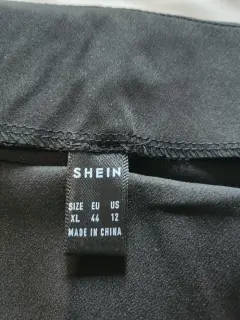 SHEIN
SIZE EU US
XL 44 12
MADE IN CHINA